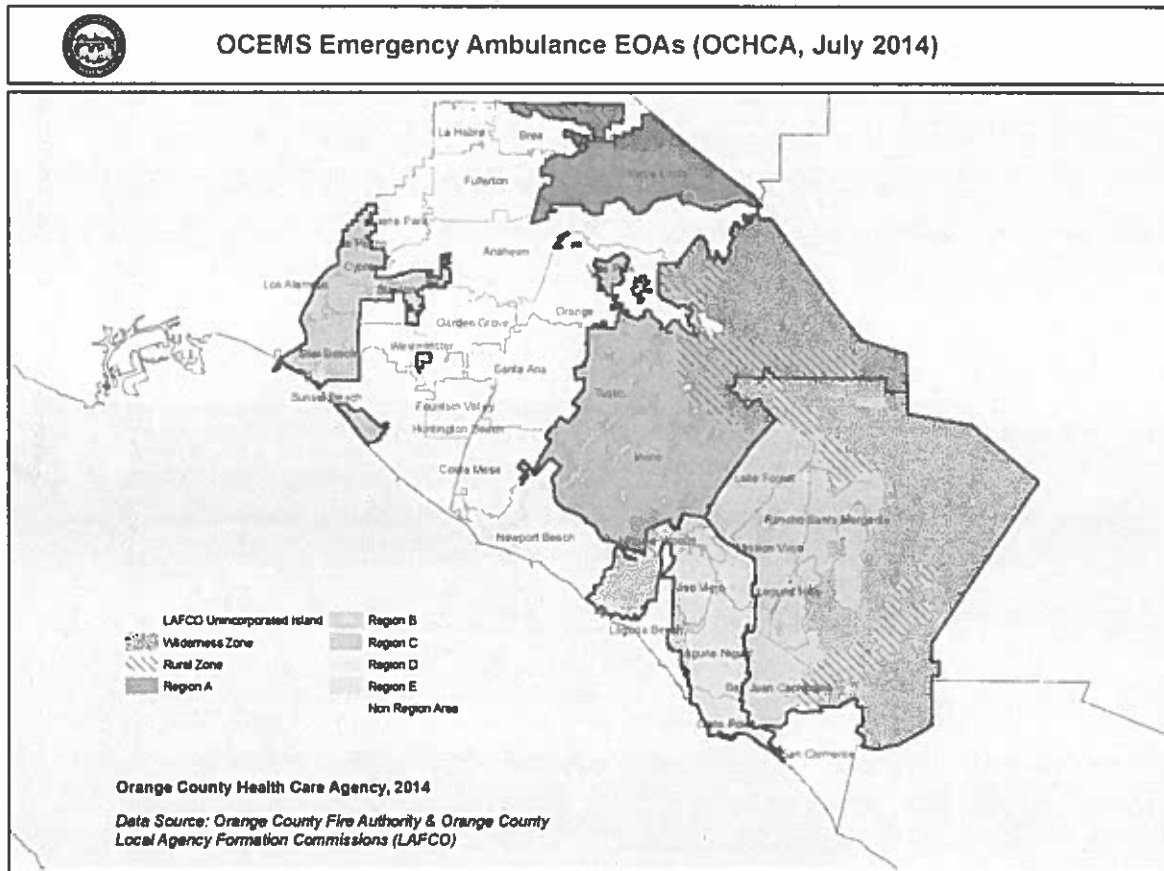 OCEMS Emergency Ambulance EOAs (OCHCA, July 2014)
La Habra
Brea
Fullerton
Yorba Linda
Buena Park
La Palma
Anaheim
Cypress
Los Alamitos
Stanton
Villa Park
Orange
Garden Grove
Westminster
Seal Beach
Santa Ana
Tustin
Sunset Beach
Fountain Valley
Huntington Beach
Irvine
Costa Mesa
Lake Forest
Rancho Santa Margarita
Newport Beach
Laguna Woods
Mission Viejo
Aliso Viejo
Laguna Hills
Laguna Beach
Laguna Niguel
San Juan Capistrano
Dana Point
San Clemente
LAFCO Unincorporated Island
Wilderness Zone
Rural Zone
Region A
Region B
Region C
Region D
Region E
Non Region Area
Orange County Health Care Agency, 2014
Data Source: Orange County Fire Authority & Orange County
Local Agency Formation Commissions (LAFCO)